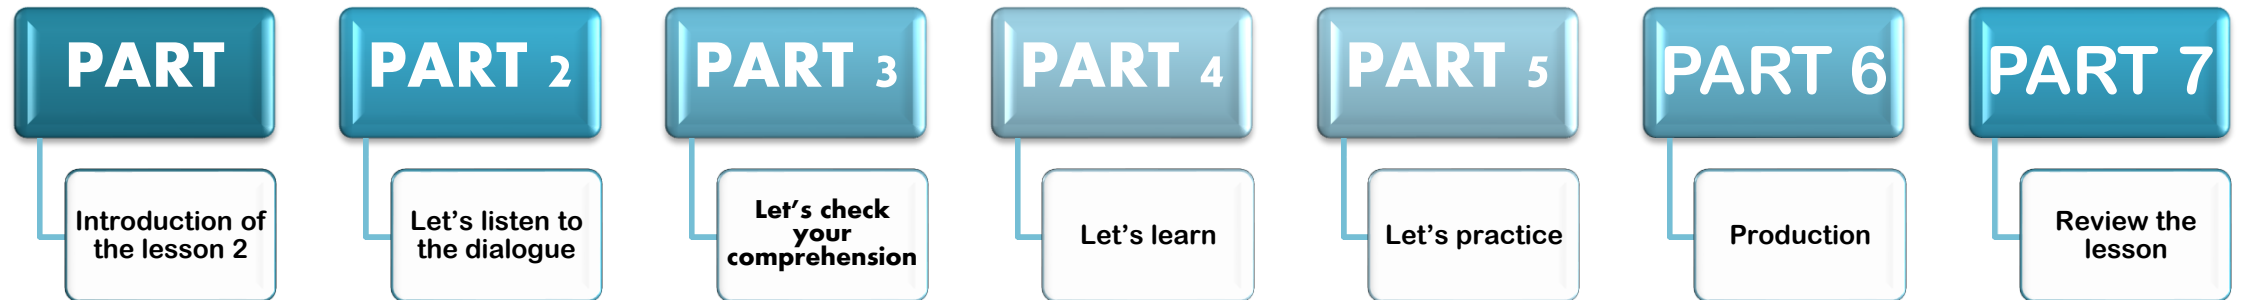 PART
Introduction of
the lesson 2
PART 2
Let’s listen to
the dialogue
PART 3
Let’s check
your
comprehension
PART 4
Let’s learn
PART 5
Let’s practice
PART 6
Production
PART 7
Review the
lesson